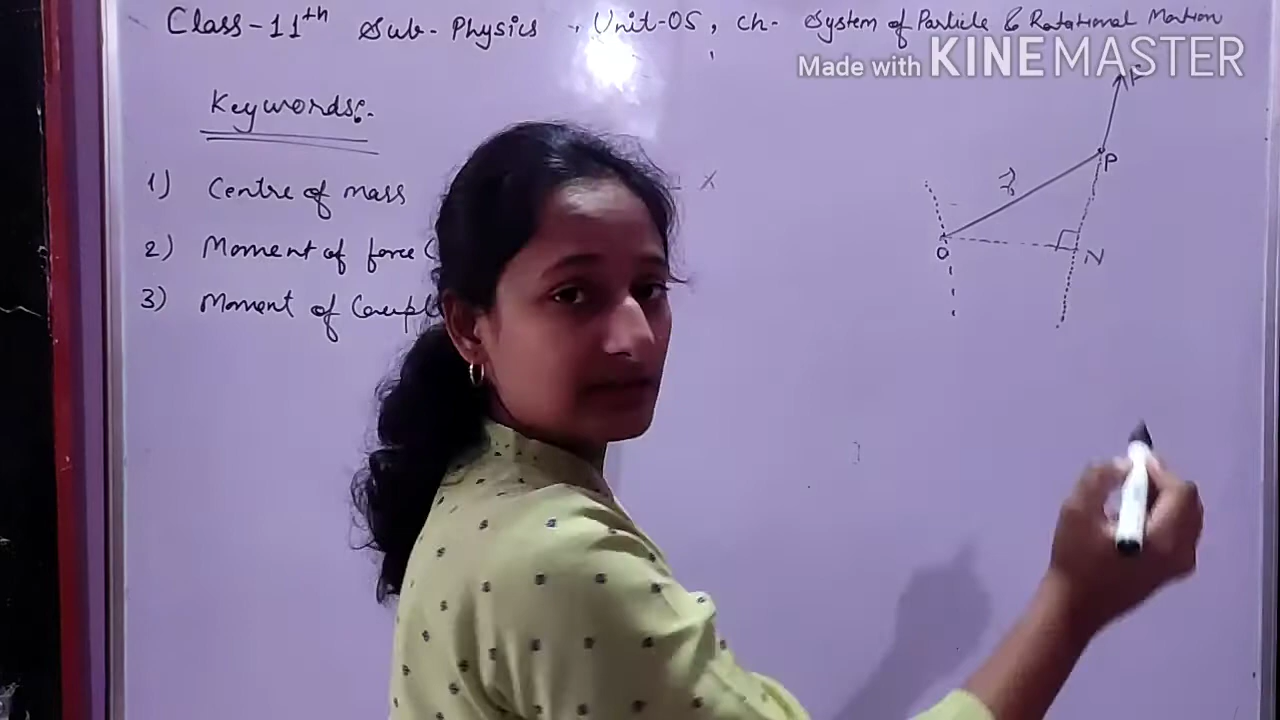 Class-11th Sub- Physics , Unit-05, Ch- System of Particle & Rotational Motion
Made with KINEMASTER
Keywords:-
1) Centre of mass
x
2) Moment of force (
3) Moment of Coupl
F
P
r
O
N